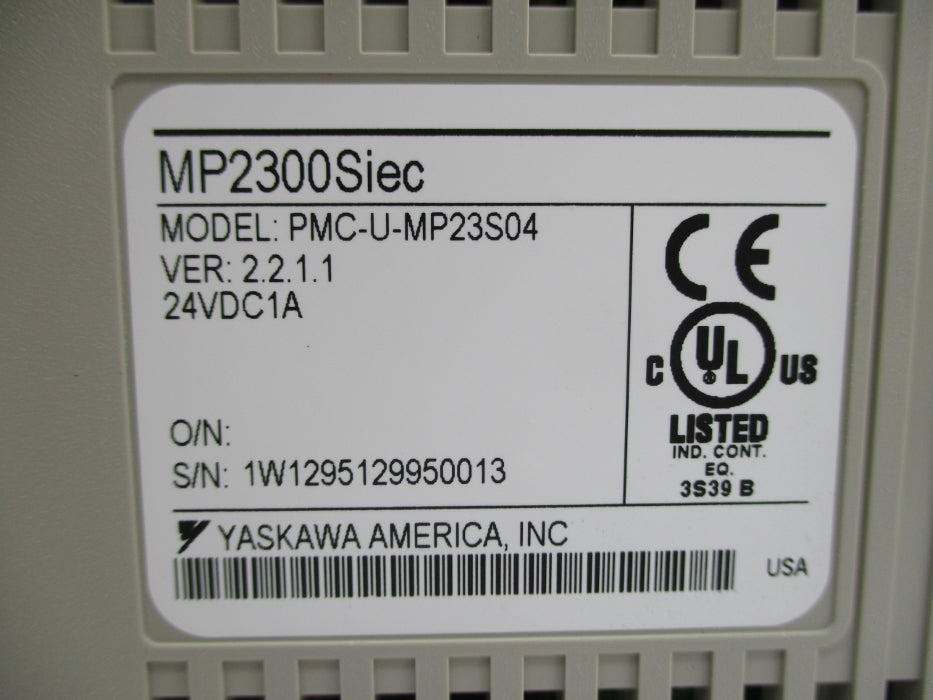 MP2300Siec
MODEL: PMC-U-MP23S04
VER: 2.2.1.1
24VDC1A
O/N:
S/N: 1W1295129950013
CE
C UL US
LISTED
IND. CONT.
EQ.
3S39 B
YASKAWA AMERICA, INC
USA